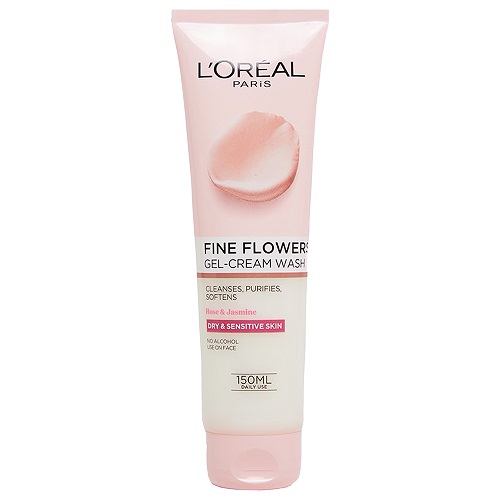 L'ORÉAL
PARiS
FINE FLOWERS
GEL-CREAM WASH
CLEANSES, PURIFIES,
SOFTENS
Rose & Jasmine
DRY & SENSITIVE SKIN
NO ALCOHOL
USE ON FACE
150ML
DAILY USE